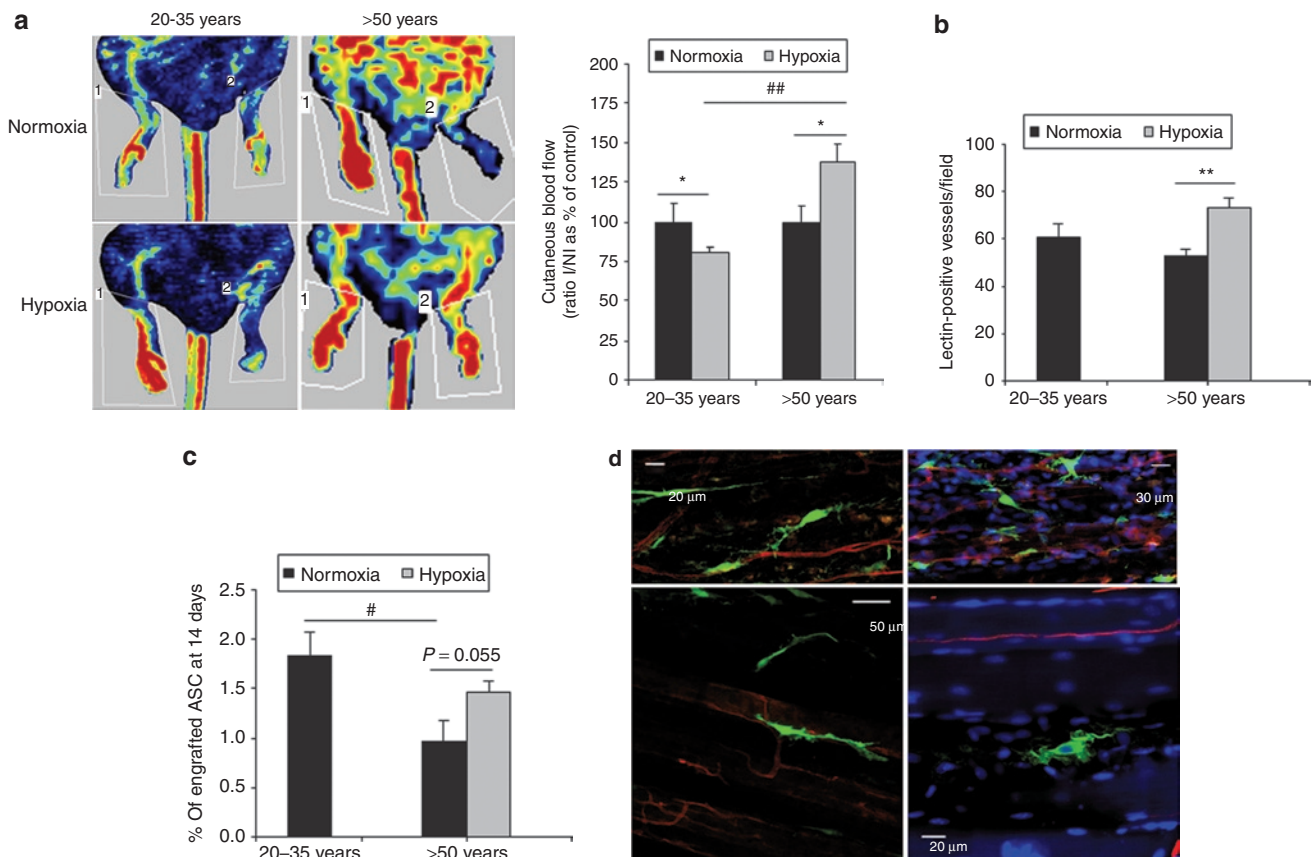 a
20-35 years
>50 years
Normoxia
Hypoxia
1
2
1
2
1
2
1
2
Normoxia
Hypoxia
Cutaneous blood flow
(ratio I/NI as % of control)
200
175
150
125
100
75
50
25
0
##
*
*
20–35 years
>50 years
b
Normoxia
Hypoxia
Lectin-positive vessels/field
100
80
60
40
20
0
**
20–35 years
>50 years
c
Normoxia
Hypoxia
% Of engrafted ASC at 14 days
2.5
2.0
1.5
1.0
0.5
0.0
#
P = 0.055
20–35 years
>50 years
d
20 µm
30 µm
50 µm
20 µm